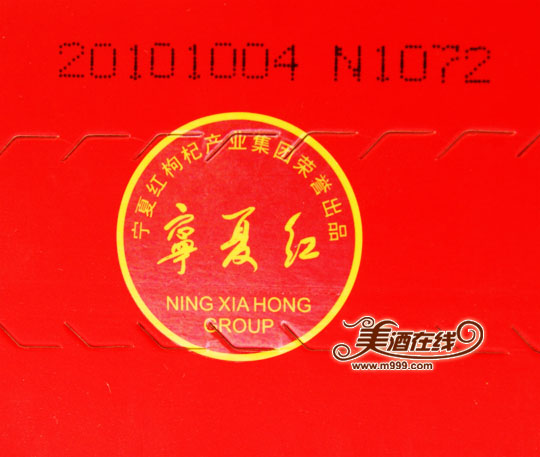 20101004 N1072
宁夏红枸杞产业集团荣誉出品
寧夏红
NING XIA HONG
GROUP
美酒在线
www.m999.com